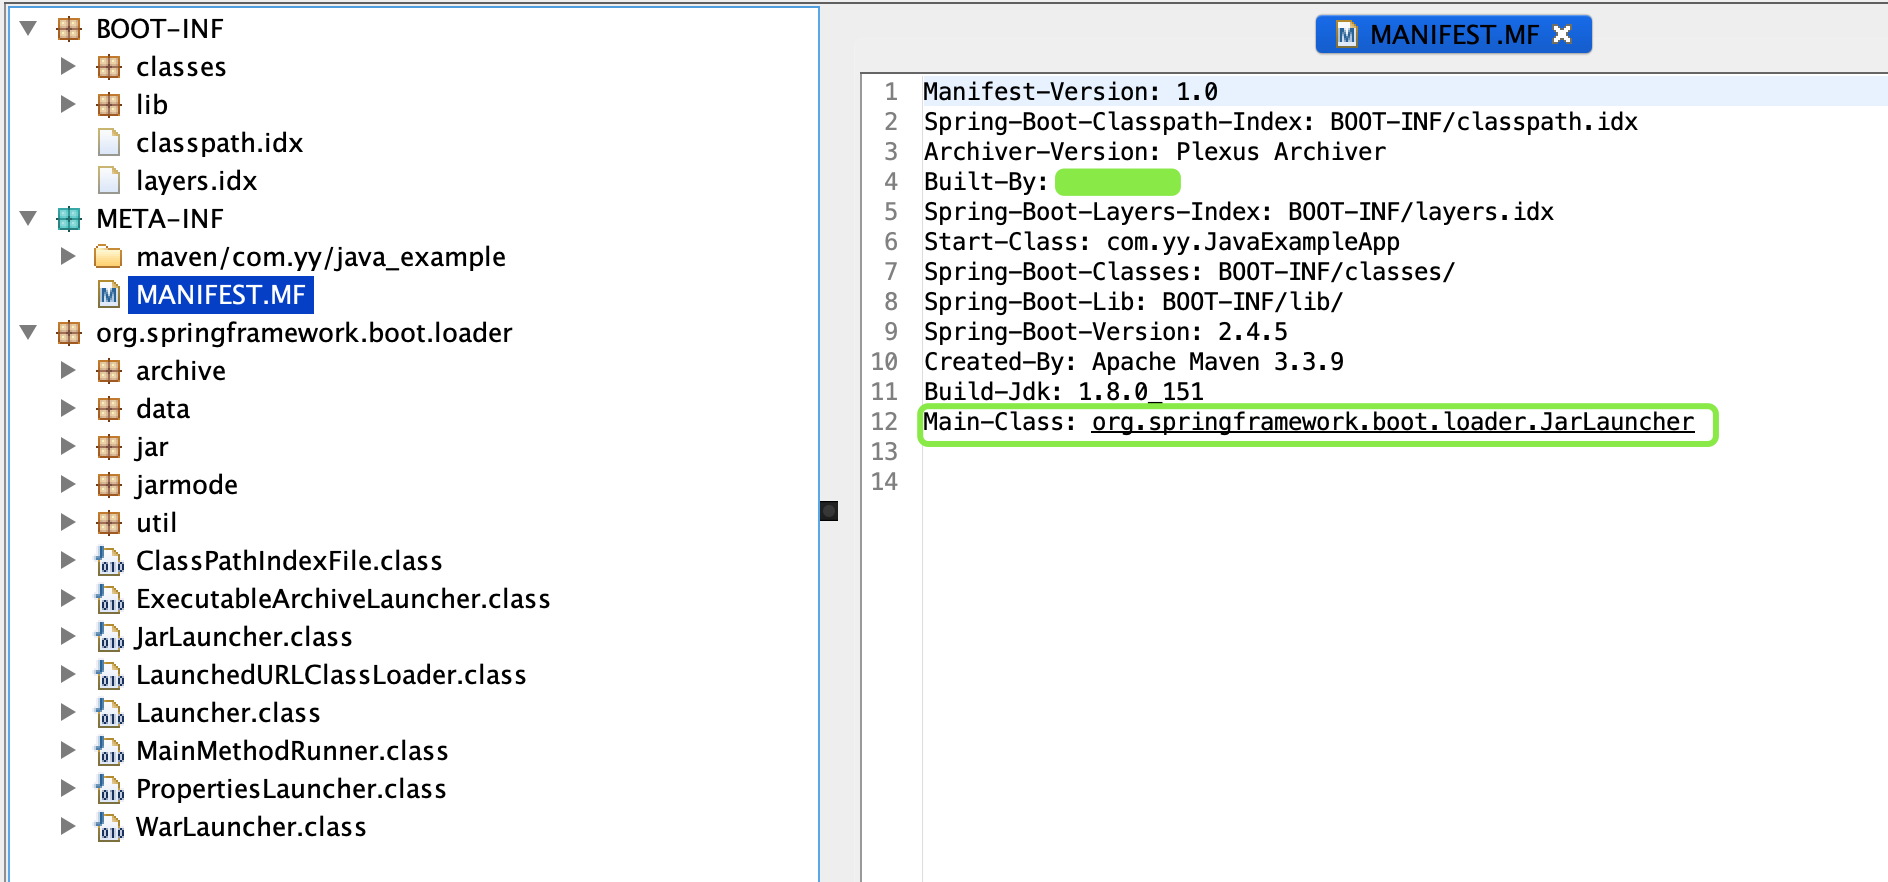 BOOT-INF
classes
lib
classpath.idx
layers.idx
META-INF
maven/com.yy/java_example
MANIFEST.MF
org.springframework.boot.loader
archive
data
jar
jarmode
util
ClassPathIndexFile.class
ExecutableArchiveLauncher.class
JarLauncher.class
LaunchedURLClassLoader.class
Launcher.class
MainMethodRunner.class
PropertiesLauncher.class
WarLauncher.class
MANIFEST.MF
1 Manifest-Version: 1.0
2 Spring-Boot-Classpath-Index: BOOT-INF/classpath.idx
3 Archiver-Version: Plexus Archiver
4 Built-By:
5 Spring-Boot-Layers-Index: BOOT-INF/layers.idx
6 Start-Class: com.yy.JavaExampleApp
7 Spring-Boot-Classes: BOOT-INF/classes/
8 Spring-Boot-Lib: BOOT-INF/lib/
9 Spring-Boot-Version: 2.4.5
10 Created-By: Apache Maven 3.3.9
11 Build-Jdk: 1.8.0_151
12 Main-Class: org.springframework.boot.loader.JarLauncher
13
14